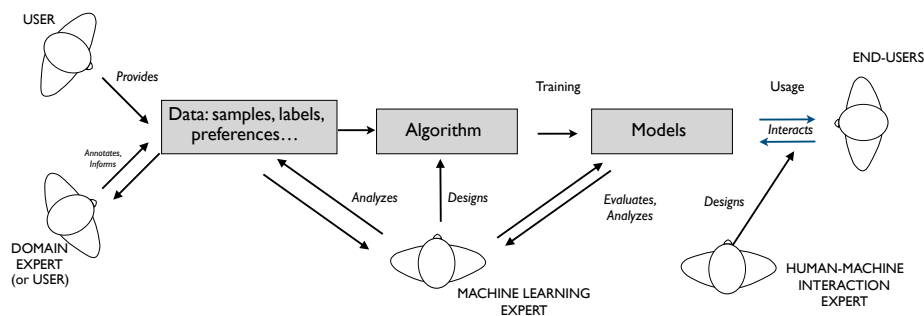 USER
END-USERS
Provides
Training
Usage
Data: samples, labels,
preferences…
Algorithm
Models
Interacts
Annotates,
Informs
Analyzes
Designs
Evaluates,
Analyzes
Designs
DOMAIN
EXPERT
(or USER)
MACHINE LEARNING
EXPERT
HUMAN-MACHINE
INTERACTION
EXPERT